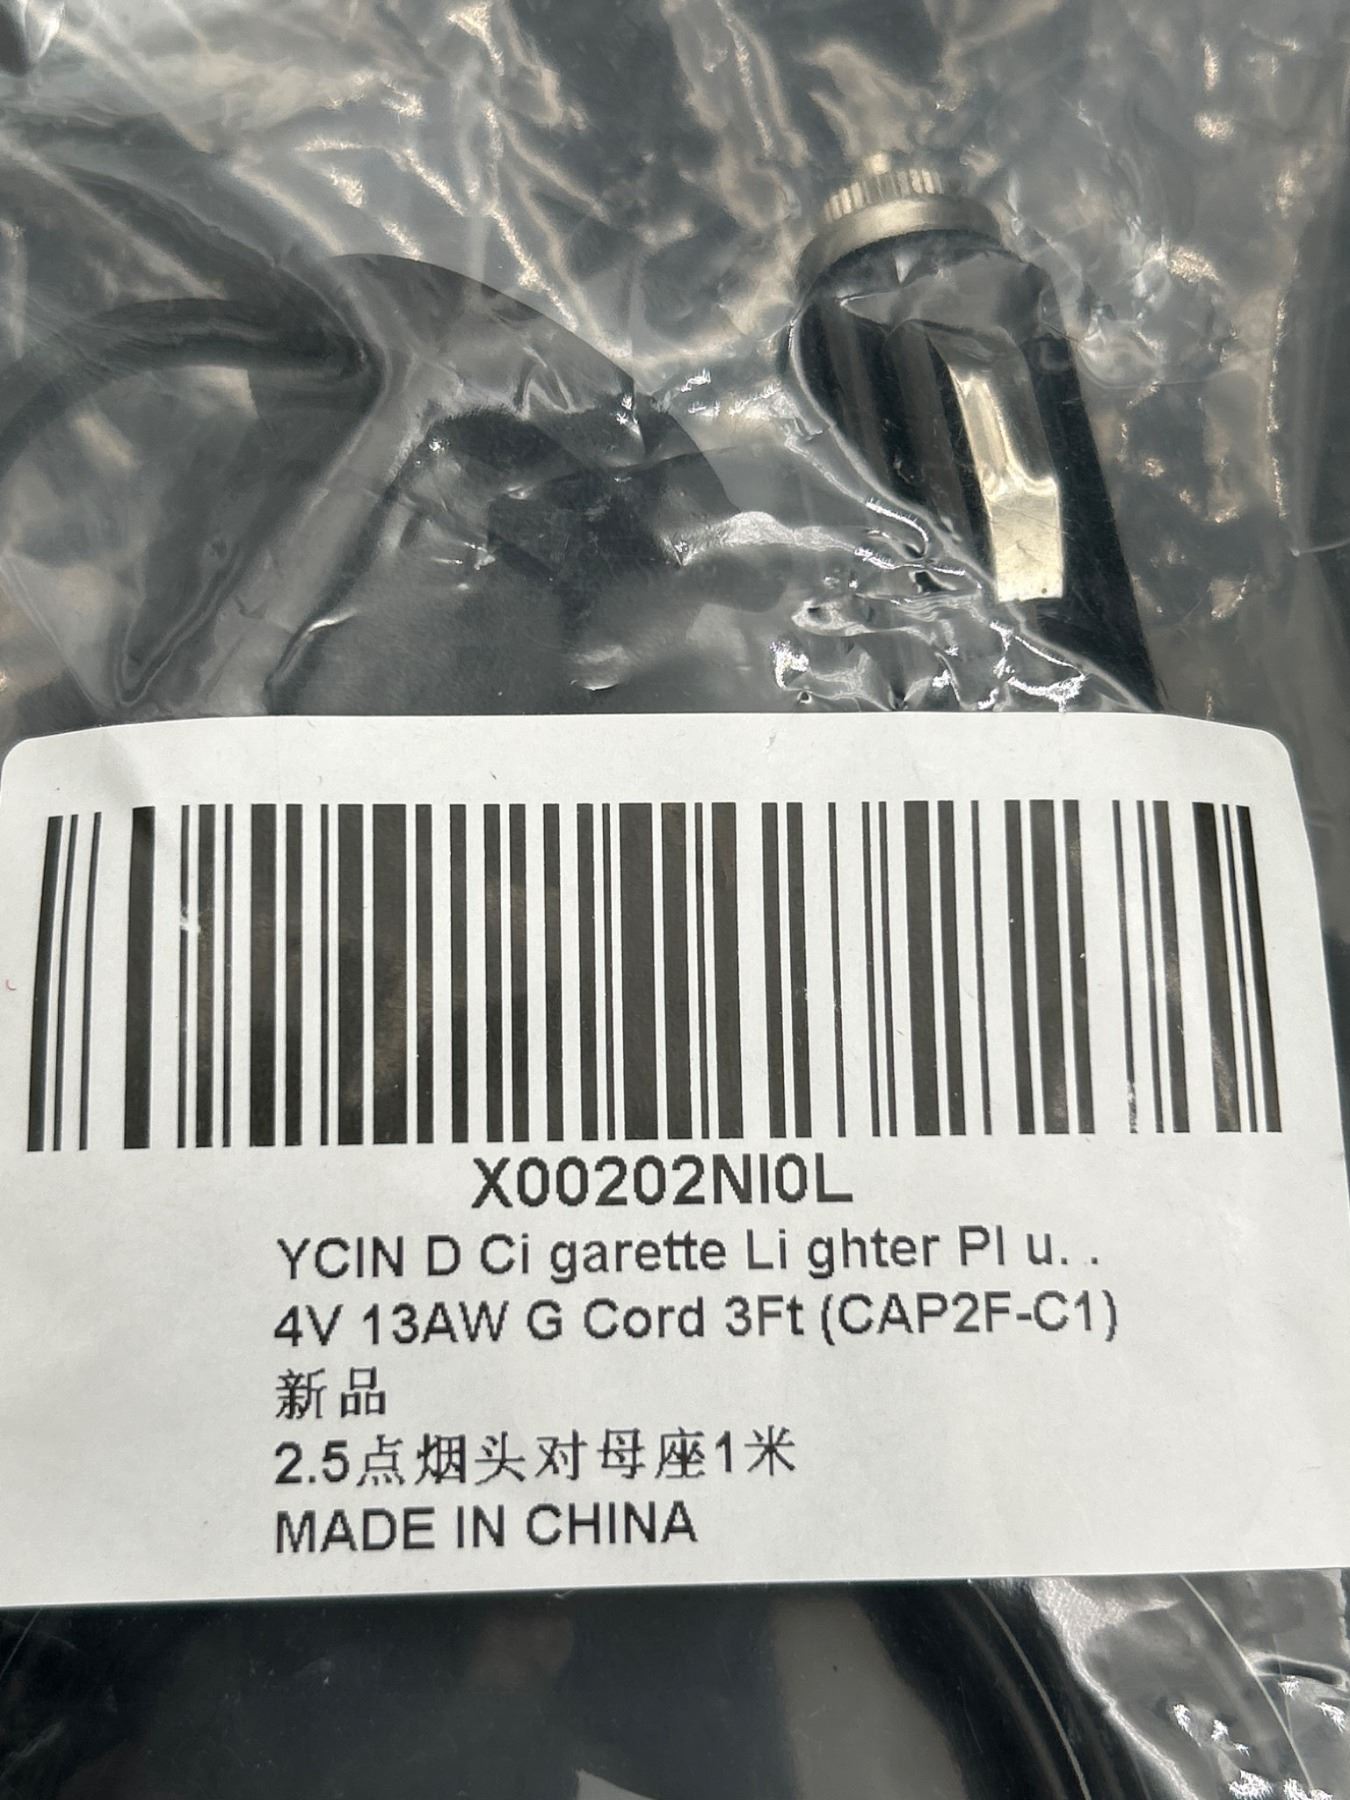 X00202NI0L
YCIN D Ci garette Li ghter Pl u. .
4V 13AW G Cord 3Ft (CAP2F-C1)
新品
2.5点烟头对母座1米
MADE IN CHINA